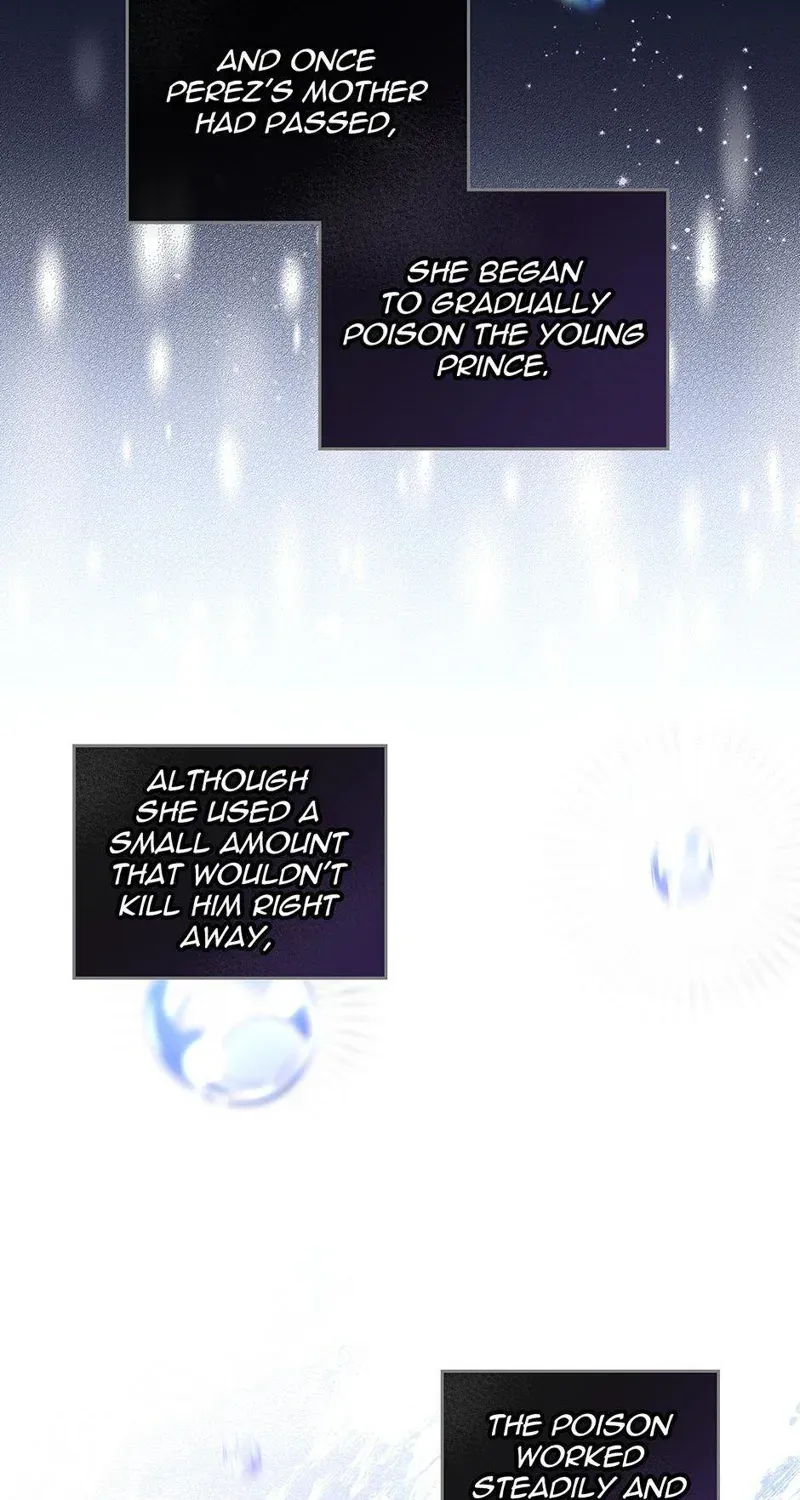 AND ONCE
PEREZ'S MOTHER
HAD PASSED,
SHE BEGAN
TO GRADUALLY
POISON THE YOUNG
PRINCE.
ALTHOUGH
SHE USED A
SMALL AMOUNT
THAT WOULDN'T
KILL HIM RIGHT
AWAY,
THE POISON
WORKED
STEADILY AND